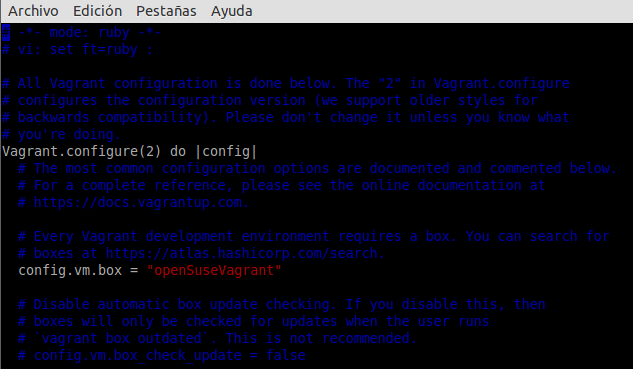 Archivo Edición Pestañas Ayuda
# -*- mode: ruby -*-
# vi: set ft=ruby :
# All Vagrant configuration is done below. The "2" in Vagrant.configure
# configures the configuration version (we support older styles for
# backwards compatibility). Please don't change it unless you know what
# you're doing.
Vagrant.configure(2) do |config|
# The most common configuration options are documented and commented below.
# For a complete reference, please see the online documentation at
# https://docs.vagrantup.com.
# Every Vagrant development environment requires a box. You can search for
# boxes at https://atlas.hashicorp.com/search.
config.vm.box = "openSuseVagrant"
# Disable automatic box update checking. If you disable this, then
# boxes will only be checked for updates when the user runs
# `vagrant box outdated`. This is not recommended.
# config.vm.box_check_update = false